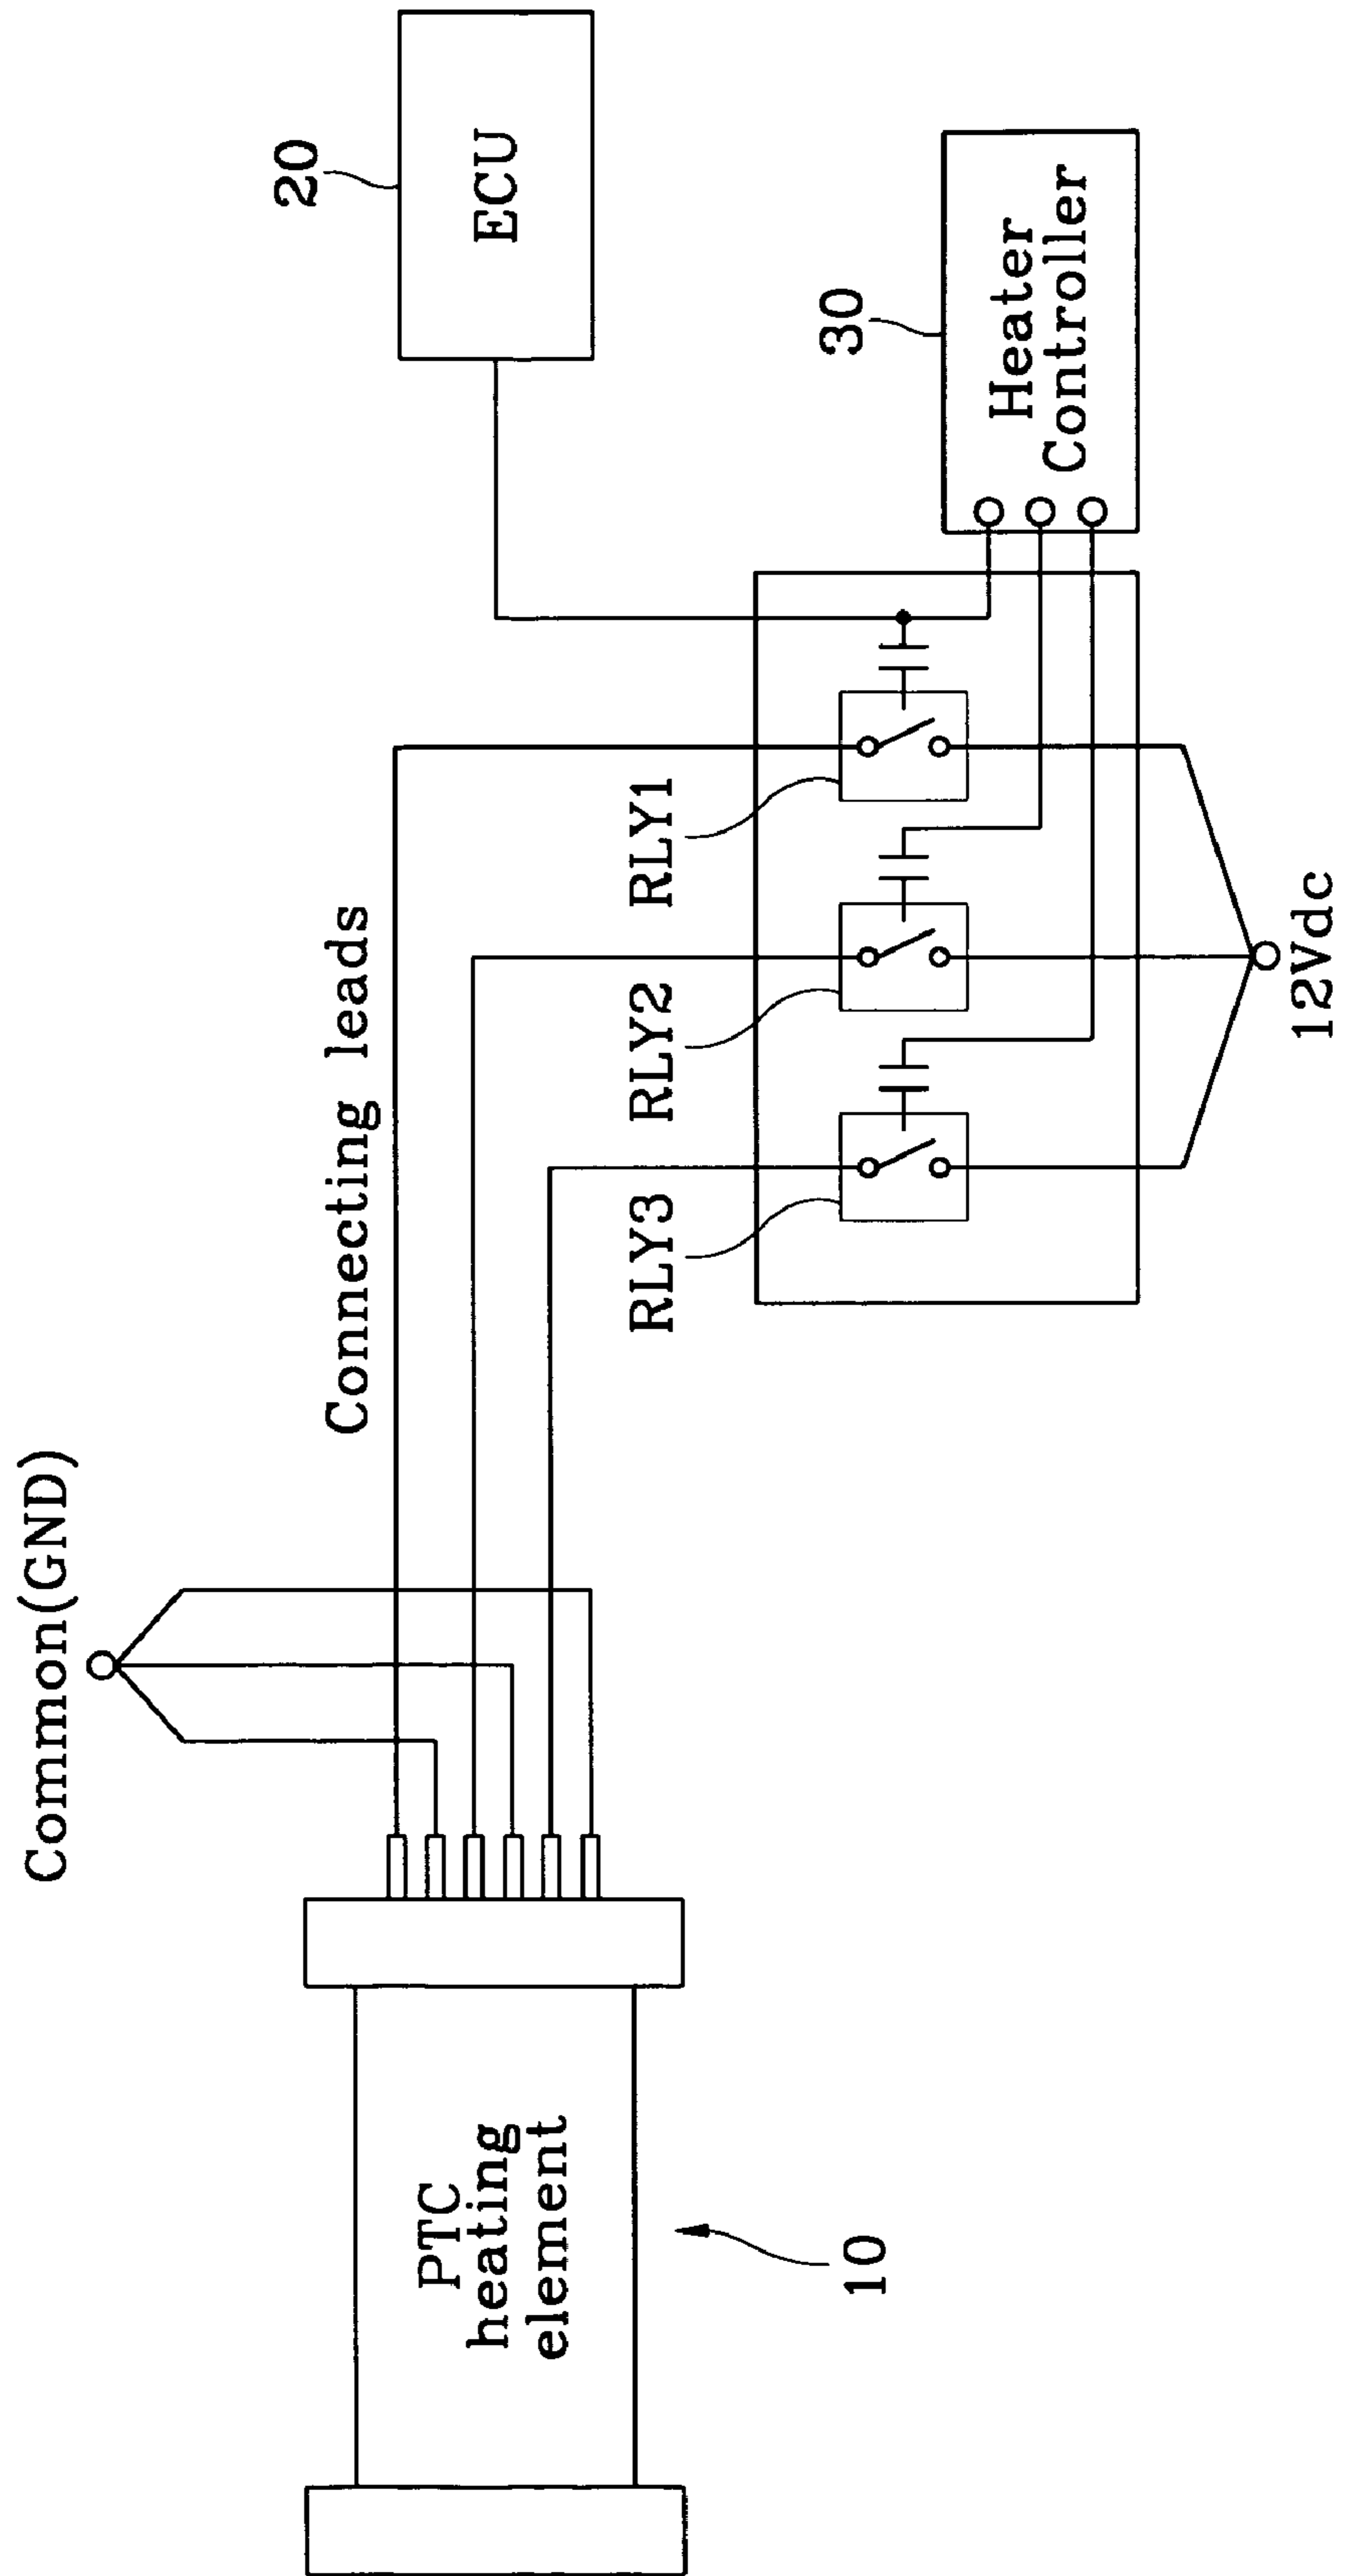 Common(GND)
20
ECU
Connecting leads
PTC
heating
element
RLY3
RLY2
RLY1
30
Heater
Controller
10
12Vdc